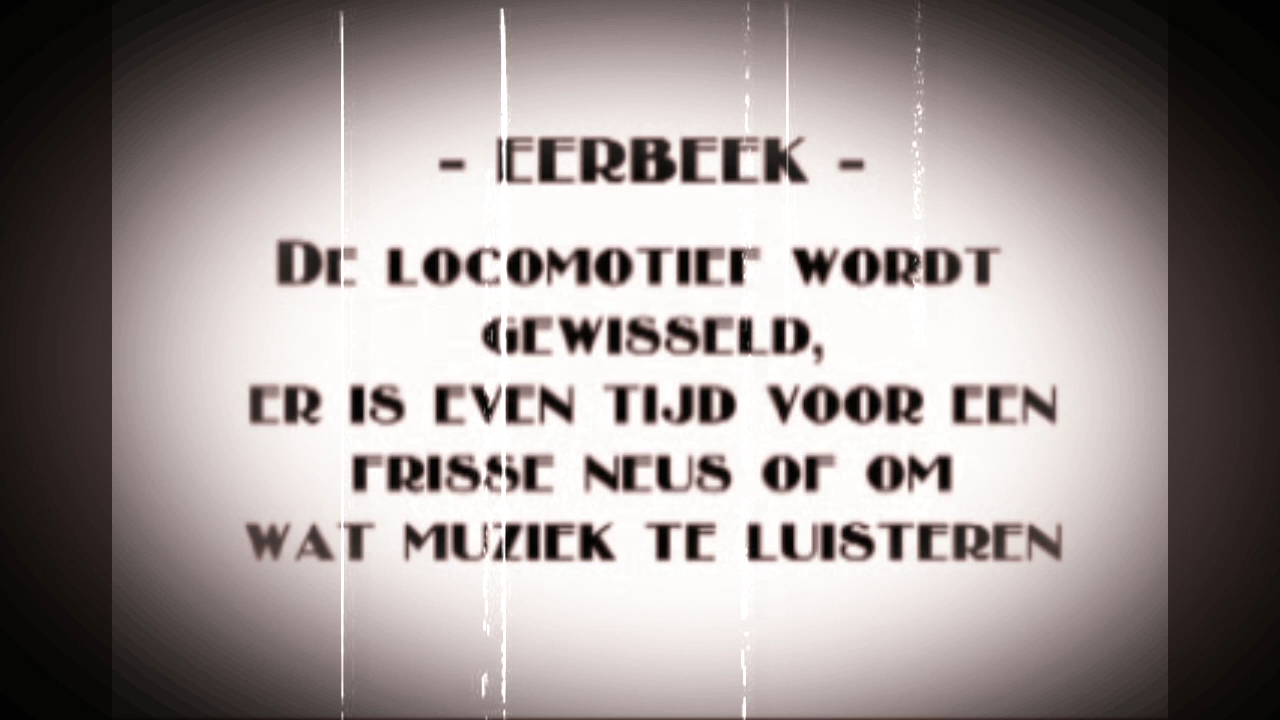 - EERBEEK -
DE LOCOMOTIEF WORDT
GEWISSELD,
ER IS EVEN TIJD VOOR EEN
FRISSE NEUS OF OM
WAT MUZIEK TE LUISTEREN